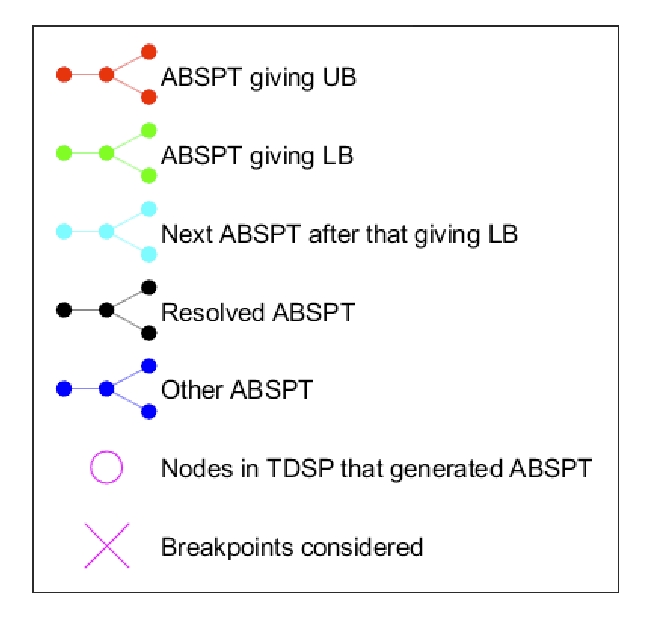 ABSPT giving UB
ABSPT giving LB
Next ABSPT after that giving LB
Resolved ABSPT
Other ABSPT
Nodes in TDSP that generated ABSPT
Breakpoints considered